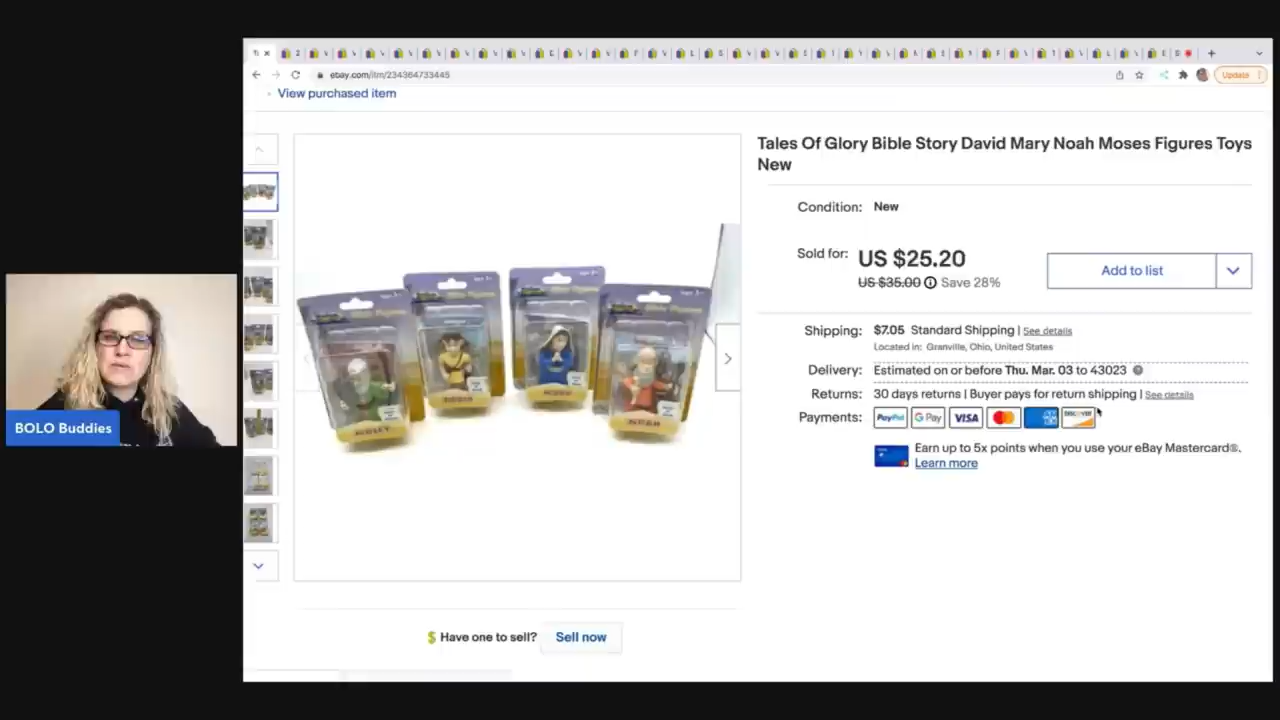 ebay.com/itm/234364733445
Update
View purchased item
Tales Of Glory Bible Story David Mary Noah Moses Figures Toys
New
Condition: New
Sold for: US $25.20
US $35.00 Save 28%
Add to list
Shipping: $7.05 Standard Shipping | See details
Located in: Granville, Ohio, United States
Delivery: Estimated on or before Thu. Mar. 03 to 43023
Returns: 30 days returns | Buyer pays for return shipping | See details
Payments: PayPal G Pay VISA DISCOVER
Earn up to 5x points when you use your eBay Mastercard®.
Learn more
NOAH
BOLO Buddies
$ Have one to sell? Sell now